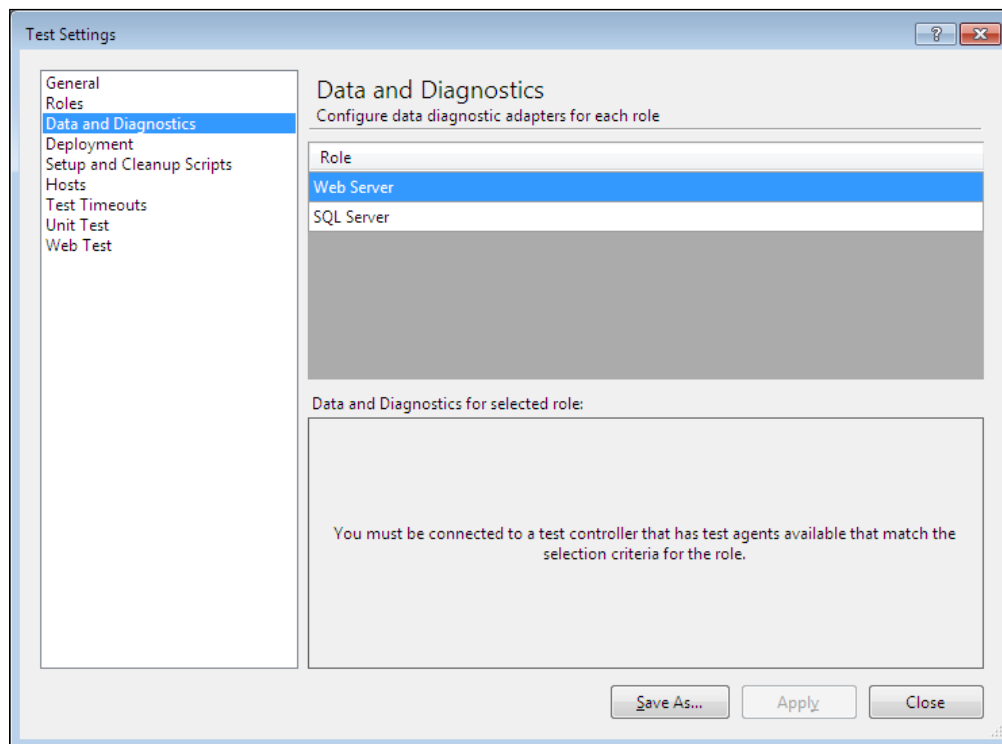 Test Settings
?
General
Roles
Data and Diagnostics
Deployment
Setup and Cleanup Scripts
Hosts
Test Timeouts
Unit Test
Web Test
Data and Diagnostics
Configure data diagnostic adapters for each role
Role
Web Server
SQL Server
Data and Diagnostics for selected role:
You must be connected to a test controller that has test agents available that match the
selection criteria for the role.
Save As...
Apply
Close